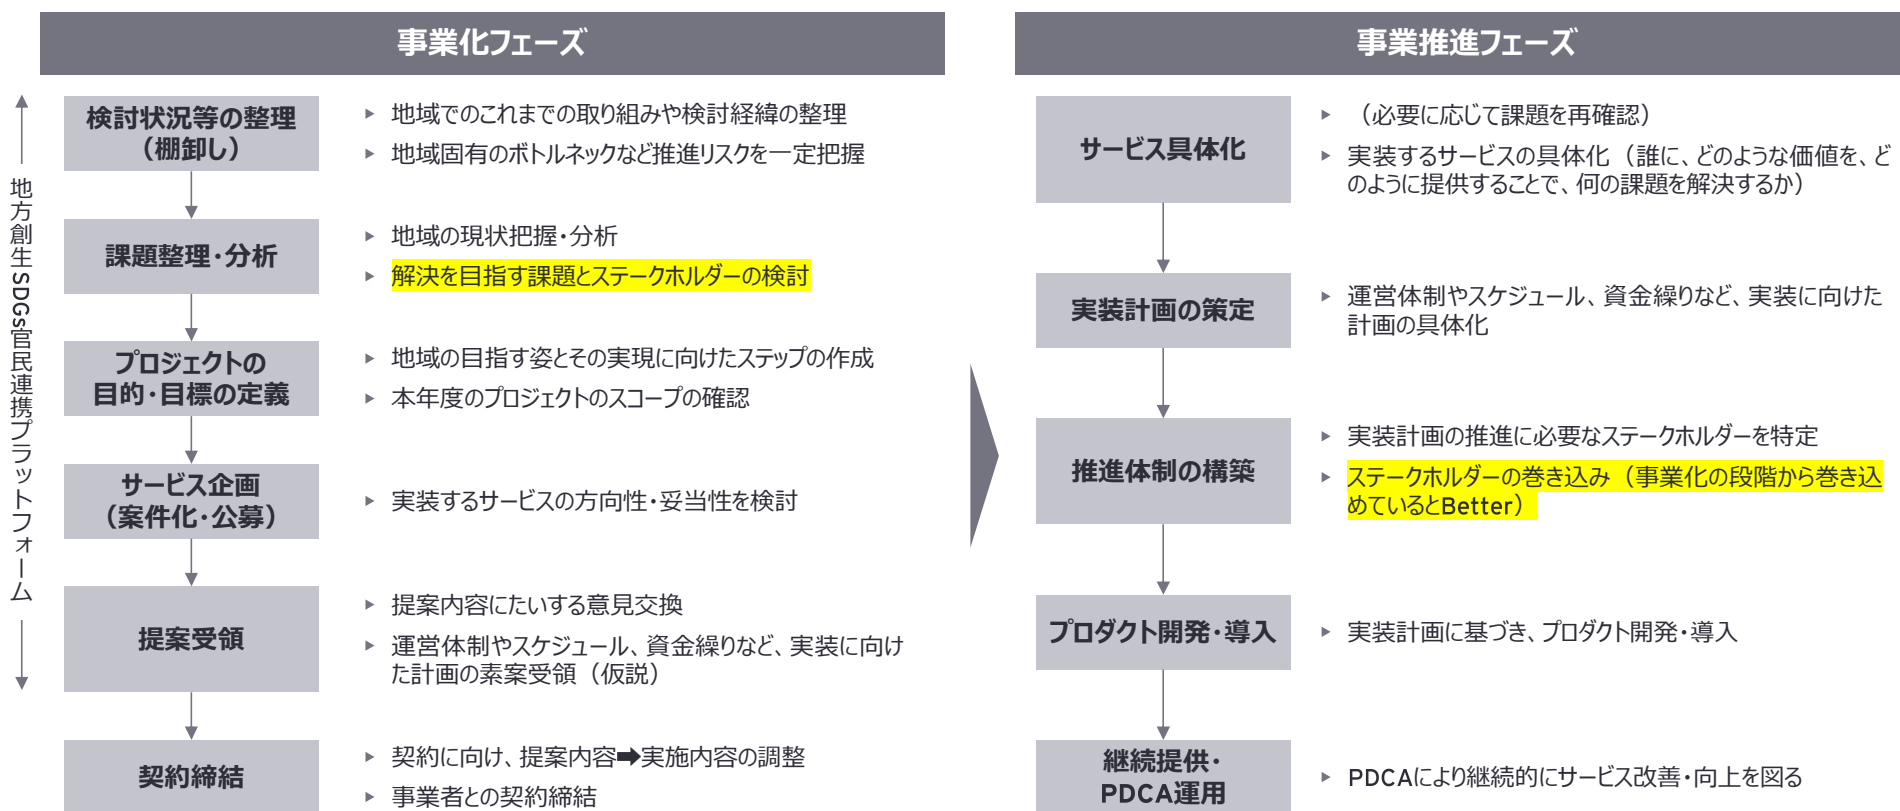 事業化フェーズ
地方創生SDGs官民連携プラットフォーム
検討状況等の整理
（棚卸し）
▶ 地域でのこれまでの取り組みや検討経緯の整理
▶ 地域固有のボトルネックなど推進リスクを一定把握
課題整理・分析
▶ 地域の現状把握・分析
▶ 解決を目指す課題とステークホルダーの検討
プロジェクトの
目的・目標の定義
▶ 地域の目指す姿とその実現に向けたステップの作成
▶ 本年度のプロジェクトのスコープの確認
サービス企画
（案件化・公募）
▶ 実装するサービスの方向性・妥当性を検討
提案受領
▶ 提案内容にたいする意見交換
▶ 運営体制やスケジュール、資金繰りなど、実装に向け
た計画の素案受領（仮説）
契約締結
▶ 契約に向け、提案内容➡実施内容の調整
▶ 事業者との契約締結
事業推進フェーズ
サービス具体化
▶ （必要に応じて課題を再確認）
▶ 実装するサービスの具体化（誰に、どのような価値を、ど
のように提供することで、何の課題を解決するか）
実装計画の策定
▶ 運営体制やスケジュール、資金繰りなど、実装に向けた
計画の具体化
推進体制の構築
▶ 実装計画の推進に必要なステークホルダーを特定
▶ ステークホルダーの巻き込み（事業化の段階から巻き込
めているとBetter）
プロダクト開発・導入
▶ 実装計画に基づき、プロダクト開発・導入
継続提供・
PDCA運用
▶ PDCAにより継続的にサービス改善・向上を図る